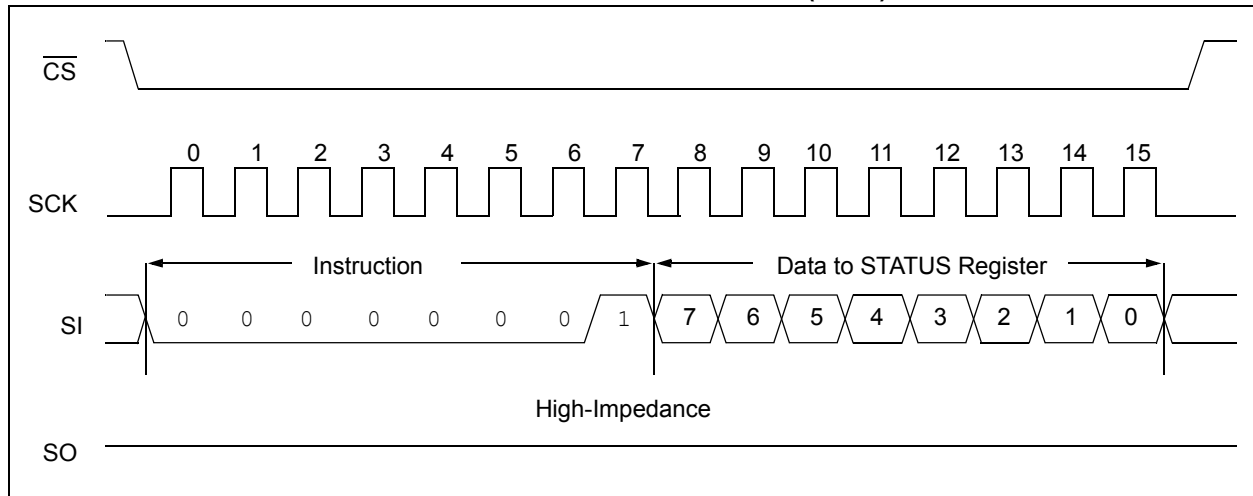 CS
0 1 2 3 4 5 6 7 8 9 10 11 12 13 14 15
SCK
Instruction Data to STATUS Register
SI 0 0 0 0 0 0 0 1 7 6 5 4 3 2 1 0
High-Impedance
SO